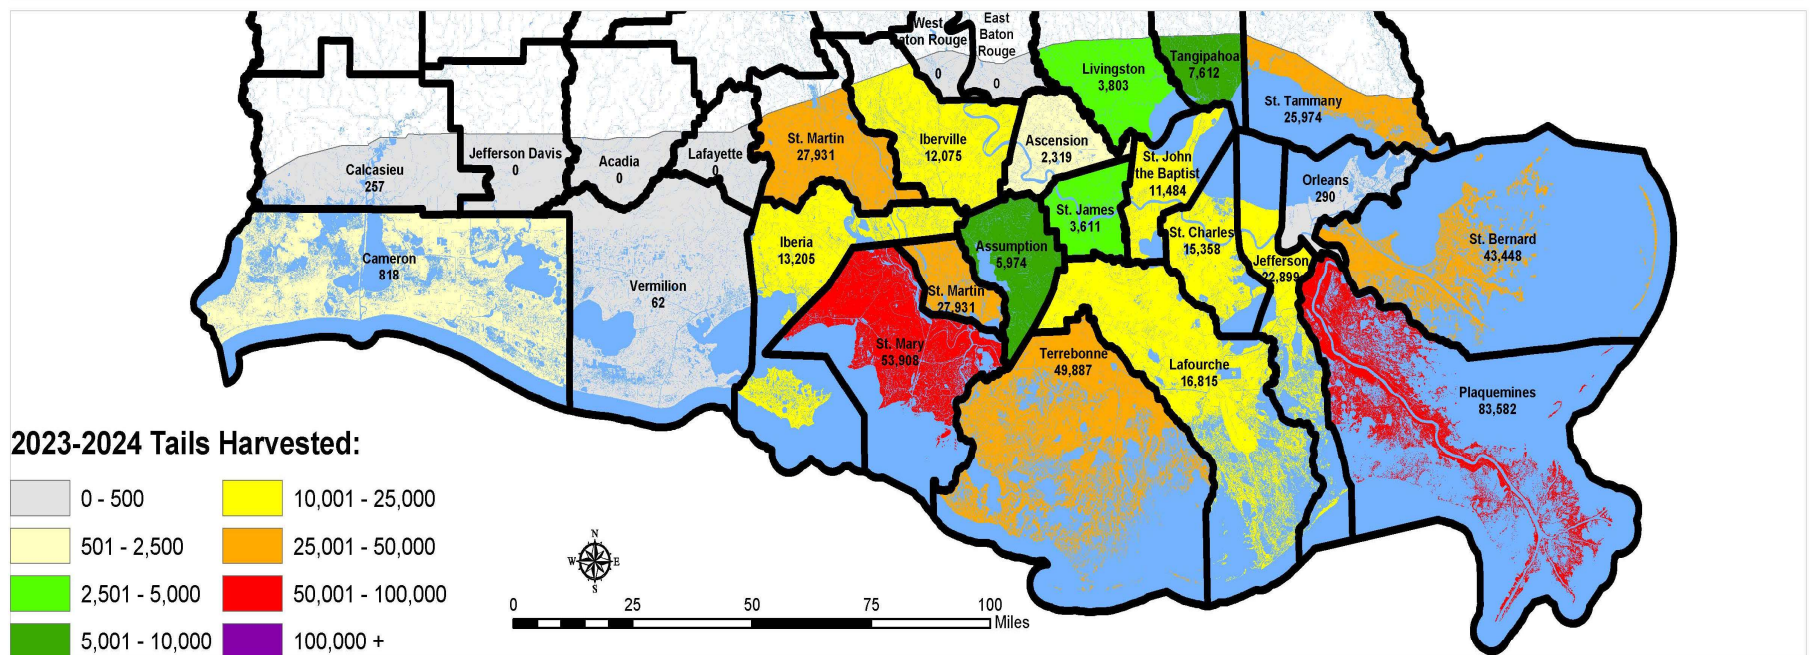 West
Baton Rouge
0
East
Baton
Rouge
0
Livingston
3,803
Tangipahoa
7,612
St. Tammany
25,974
St. Martin
27,931
Iberville
12,075
Ascension
2,319
St. John
the Baptist
11,484
Calcasieu
257
Jefferson Davis
0
Acadia
0
Lafayette
0
Orleans
290
St. James
3,611
St. Charles
15,358
Jefferson
22,899
St. Bernard
43,448
Cameron
818
Vermilion
62
Iberia
13,205
Assumption
5,974
St. Martin
27,931
St. Mary
53,908
Terrebonne
49,887
Lafourche
16,815
Plaquemines
83,582
2023-2024 Tails Harvested:
0 - 500
501 - 2,500
2,501 - 5,000
5,001 - 10,000
10,001 - 25,000
25,001 - 50,000
50,001 - 100,000
100,000 +
N
W E
S
0 25 50 75 100
Miles